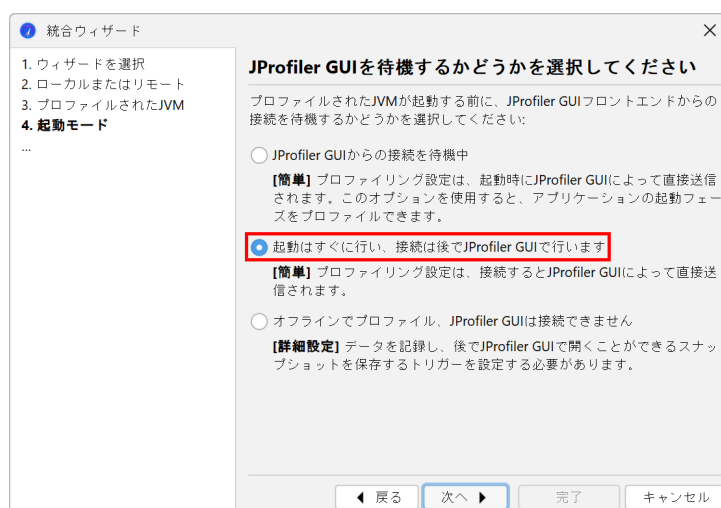 統合ウィザード
1. ウィザードを選択
2. ローカルまたはリモート
3. プロファイルされたJVM
4. 起動モード
...
JProfiler GUIを待機するかどうかを選択してください
プロファイルされたJVMが起動する前に、JProfiler GUIフロントエンドからの
接続を待機するかどうかを選択してください:
JProfiler GUIからの接続を待機中
[簡単] プロファイリング設定は、起動時にJProfiler GUIによって直接送信
されます。このオプションを使用すると、アプリケーションの起動フェー
ズをプロファイルできます。
起動はすぐに行い、接続は後でJProfiler GUIで行います
[簡単] プロファイリング設定は、接続するとJProfiler GUIによって直接送
信されます。
オフラインでプロファイル、JProfiler GUIは接続できません
[詳細設定] データを記録し、後でJProfiler GUIで開くことができるスナッ
プショットを保存するトリガーを設定する必要があります。
戻る 次へ 完了 キャンセル